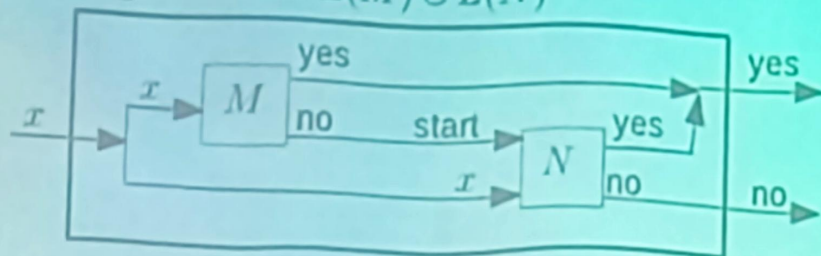 L(M) ∪ L(N)
yes
yes
x
M
x
no
start
yes
N
x
no
no